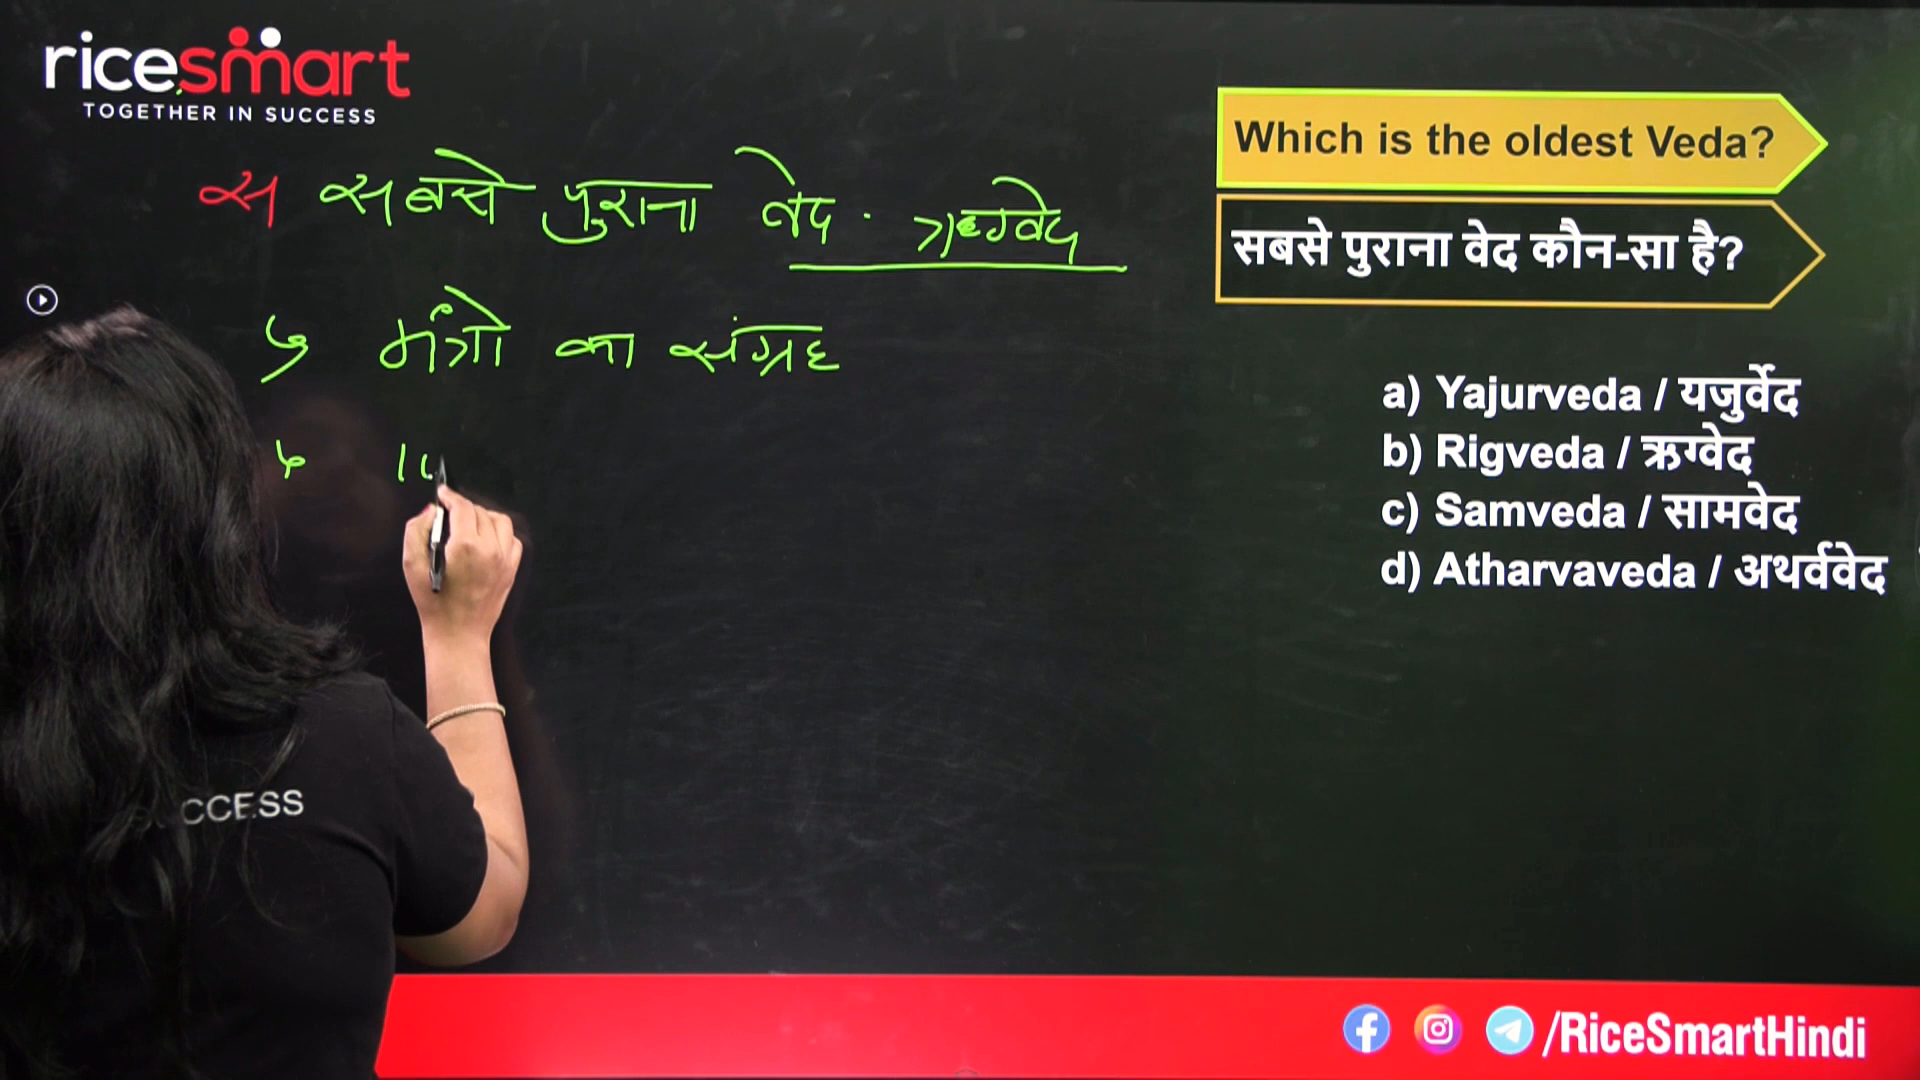 ricesmart
TOGETHER IN SUCCESS
स सबसे पुराना वेद · ऋग्वेद
मंत्रो का संग्रह
10
Which is the oldest Veda?
सबसे पुराना वेद कौन-सा है?
a) Yajurveda / यजुर्वेद
b) Rigveda / ऋग्वेद
c) Samveda / सामवेद
d) Atharvaveda / अथर्ववेद
CCESS
/RiceSmartHindi